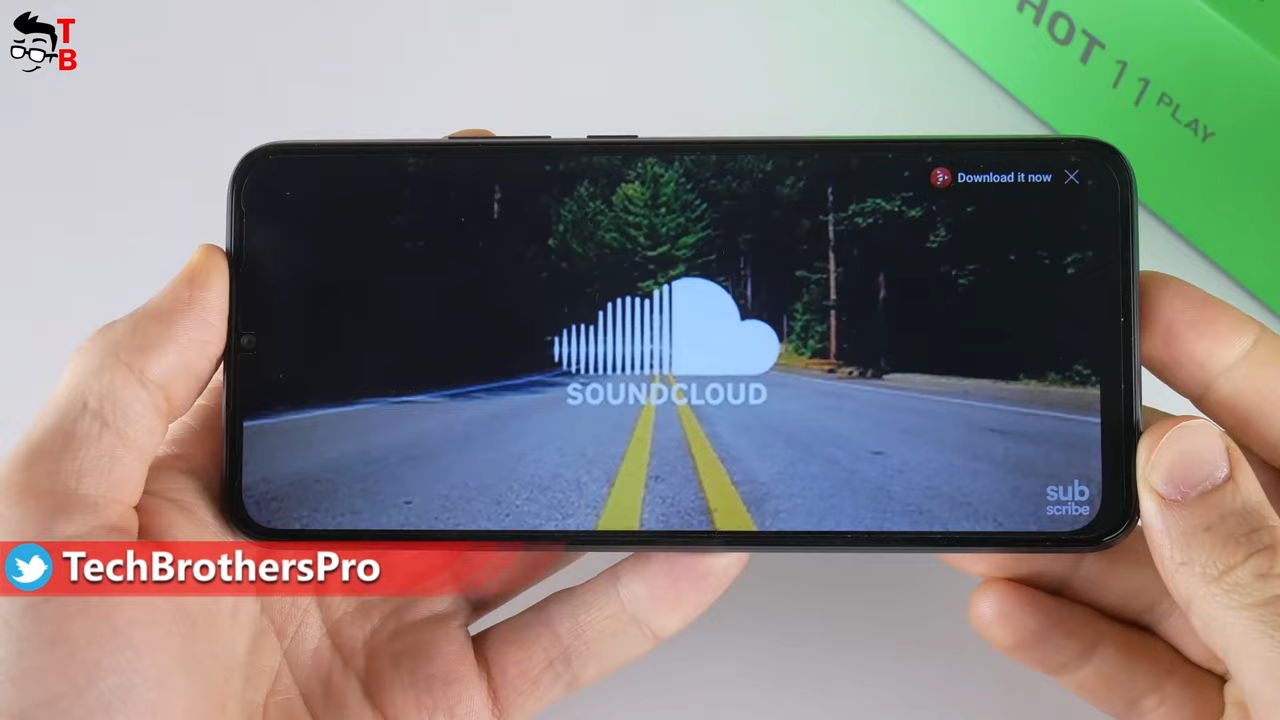 T
B
HOT 11 PLAY
Download it now
SOUNDCLOUD
sub
scribe
TechBrothersPro